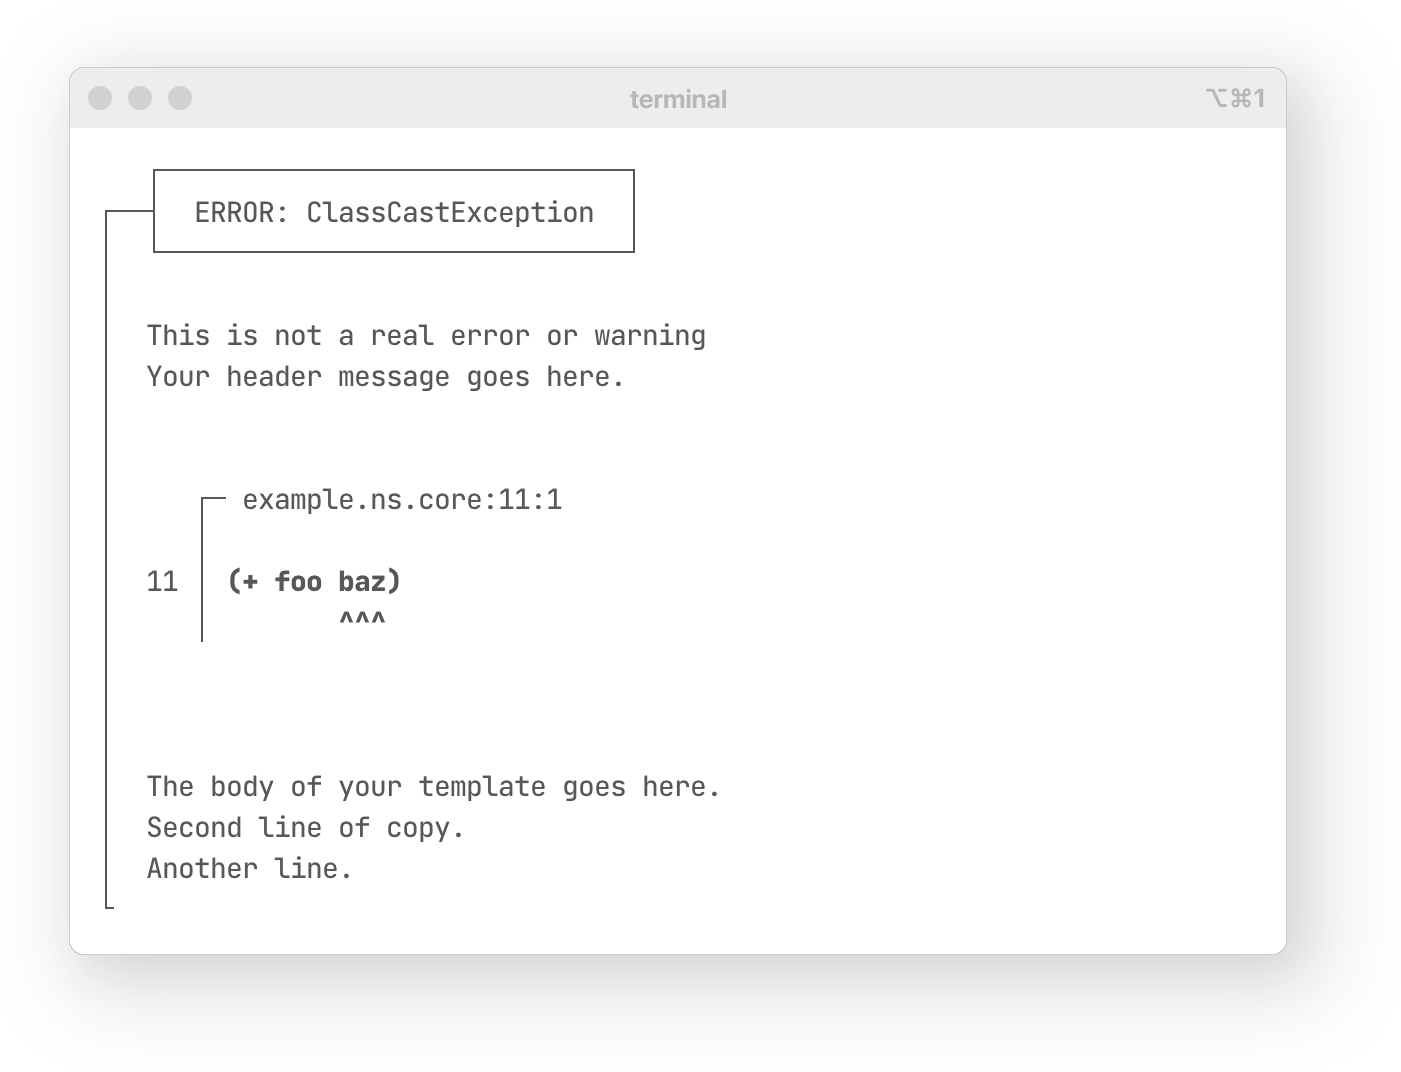 terminal
⌥⌘1
ERROR: ClassCastException
This is not a real error or warning
Your header message goes here.
example.ns.core:11:1
11 (+ foo baz)
^^^
The body of your template goes here.
Second line of copy.
Another line.